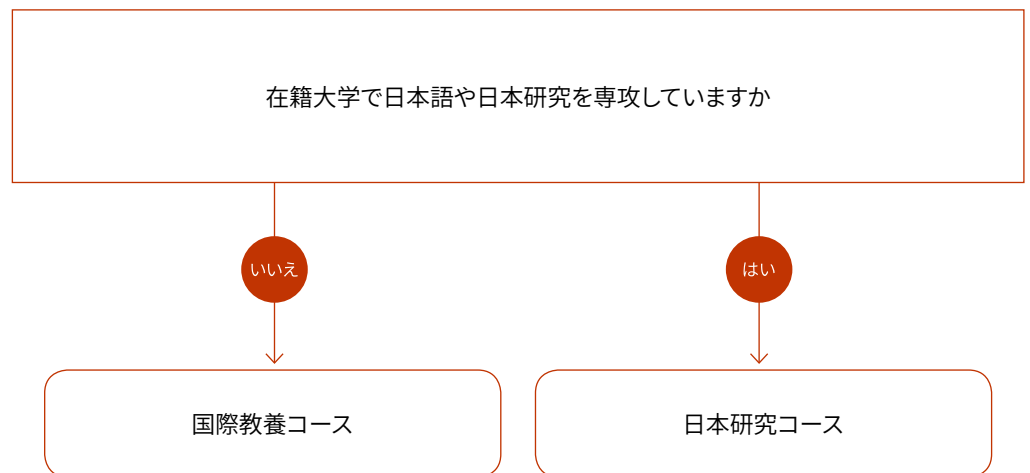 在籍大学で日本語や日本研究を専攻していますか
いいえ
はい
国際教養コース
日本研究コース